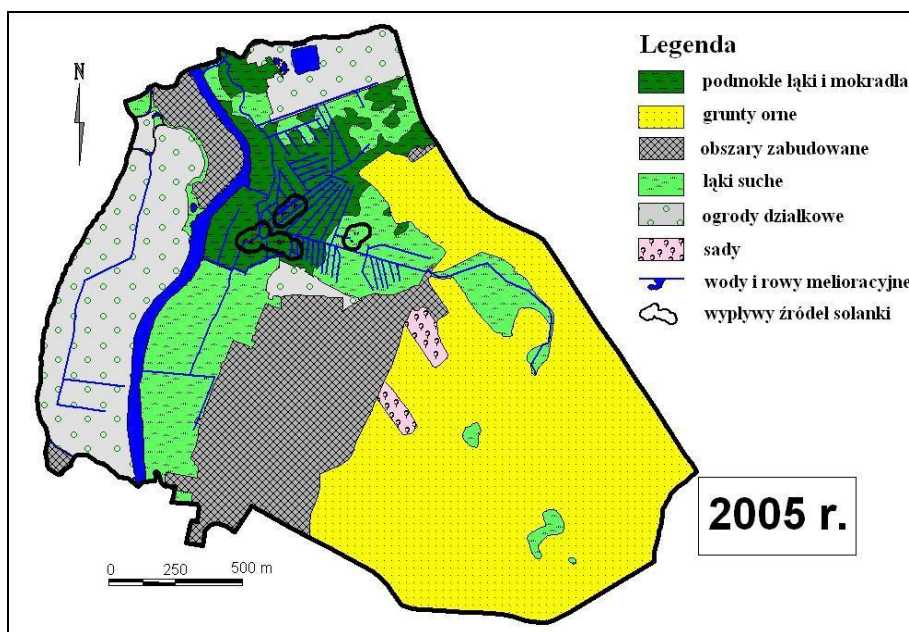 Legenda
N
podmokłe łąki i mokradła
grunty orne
obszary zabudowane
łąki suche
ogrody działkowe
sady
wody i rowy melioracyjne
wypływy źródeł solanki
2005 r.
0 250 500 m